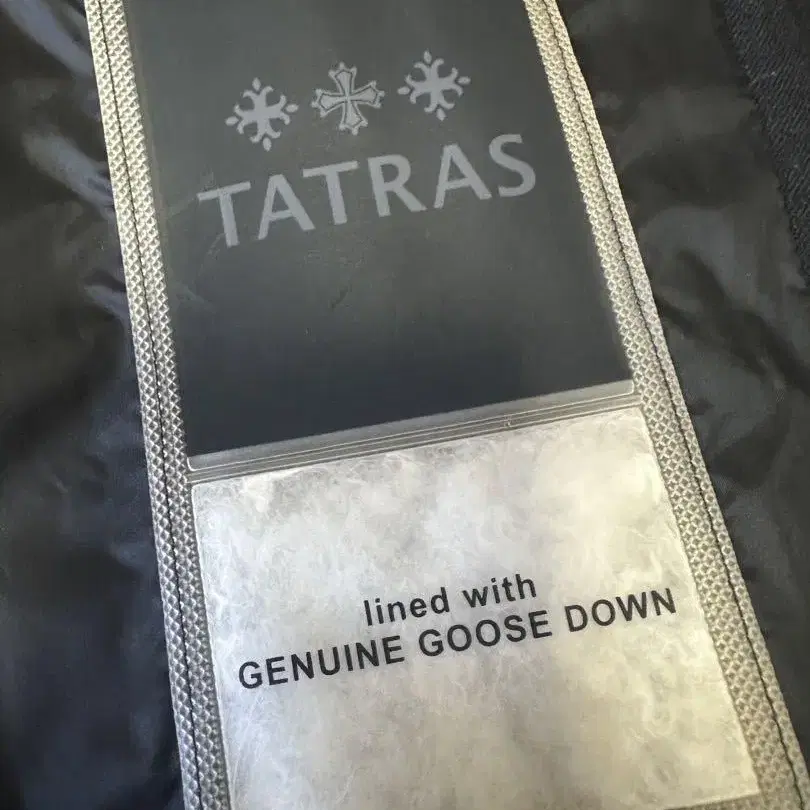 TATRAS
lined with
GENUINE GOOSE DOWN